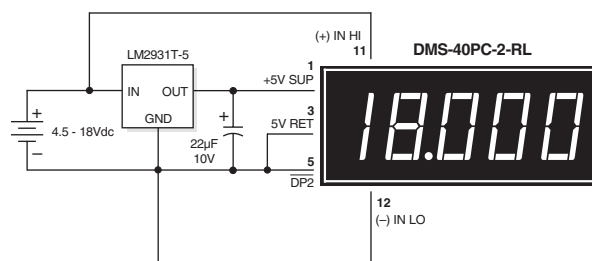 (+) IN HI
11
DMS-40PC-2-RL
LM2931T-5
1
+5V SUP
IN OUT
GND
+
+
4.5 - 18Vdc
–
22µF
10V
3
5V RET
18.000
5
DP2
12
(–) IN LO